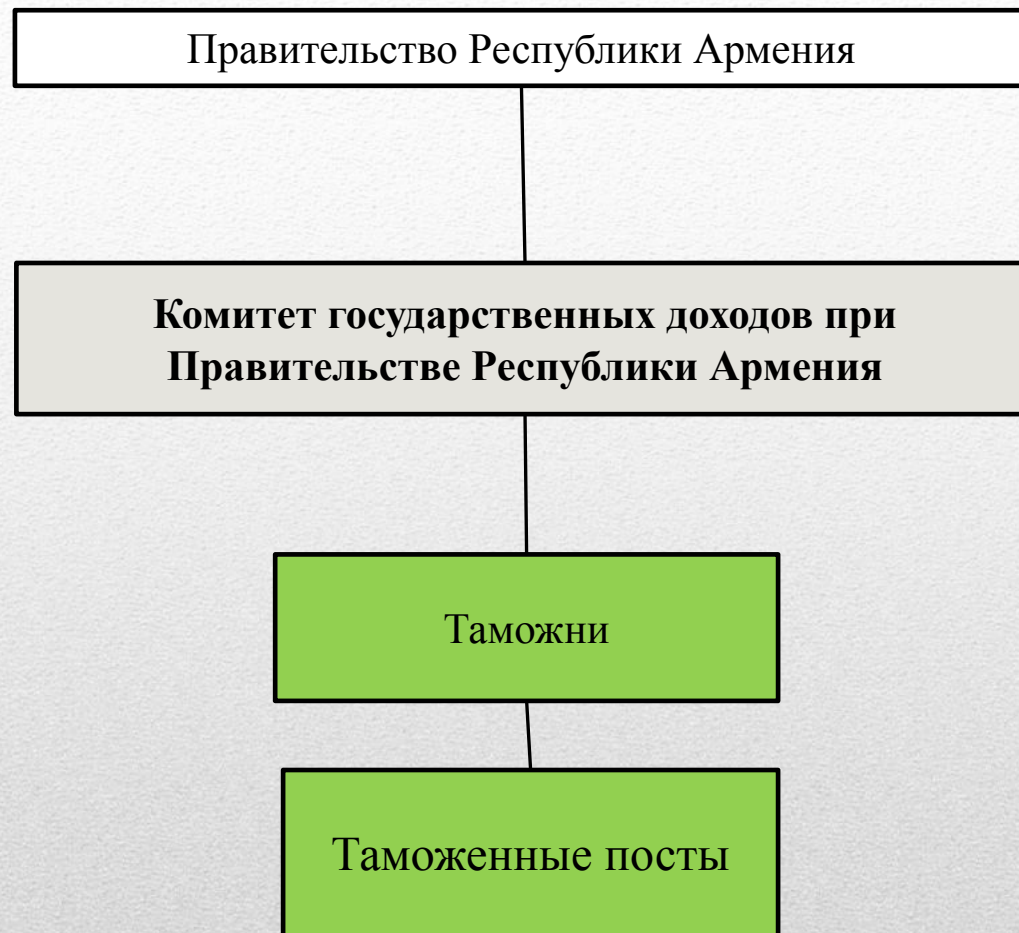 Правительство Республики Армения
Комитет государственных доходов при
Правительстве Республики Армения
Таможни
Таможенные посты